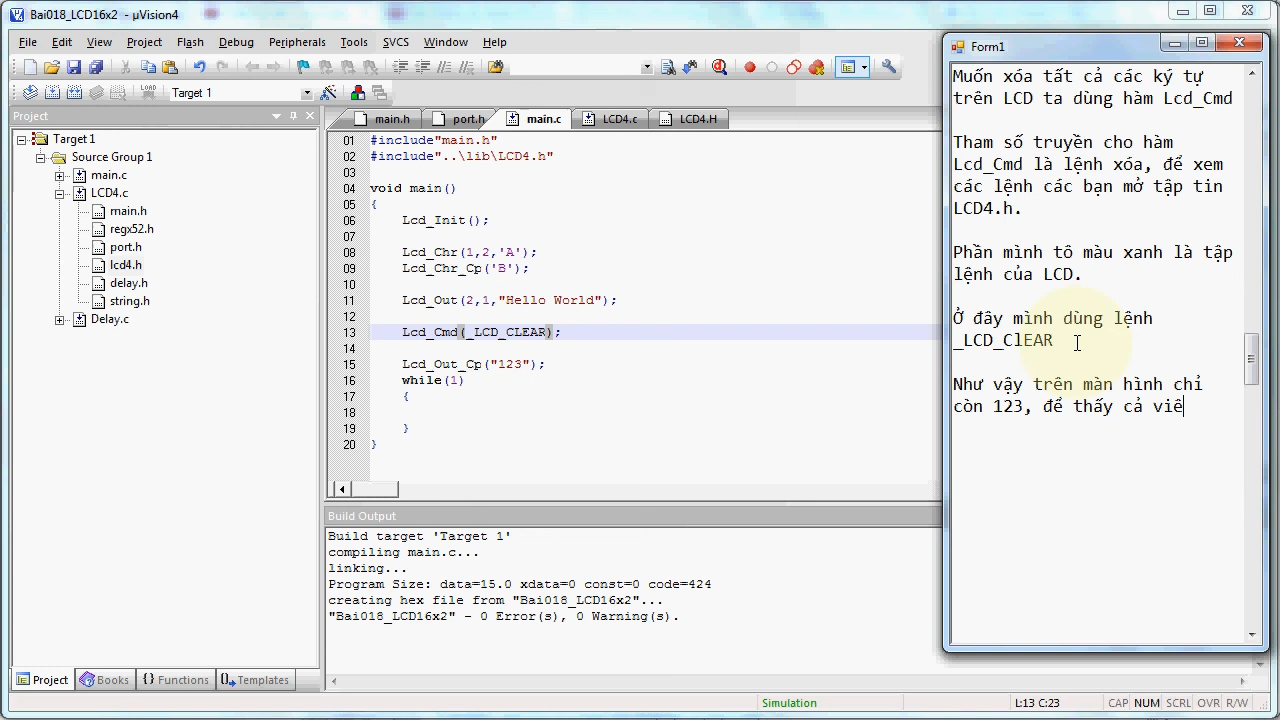 Bai018_LCD16x2 - µVision4
File Edit View Project Flash Debug Peripherals Tools SVCS Window Help
LOAD Target 1
Project
Target 1
Source Group 1
main.c
LCD4.c
main.h
regx52.h
port.h
lcd4.h
delay.h
string.h
Delay.c
Project Books Functions Templates
main.h port.h main.c LCD4.c LCD4.H
01 #include"main.h"
02 #include"..\lib\LCD4.h"
03
04 void main()
05 {
06 Lcd_Init();
07
08 Lcd_Chr(1,2,'A');
09 Lcd_Chr_Cp('B');
10
11 Lcd_Out(2,1,"Hello World");
12
13 Lcd_Cmd(_LCD_CLEAR);
14
15 Lcd_Out_Cp("123");
16 while(1)
17 {
18
19 }
20 }
Build Output
Build target 'Target 1'
compiling main.c...
linking...
Program Size: data=15.0 xdata=0 const=0 code=424
creating hex file from "Bai018_LCD16x2"...
"Bai018_LCD16x2" - 0 Error(s), 0 Warning(s).
Form1
Muốn xóa tất cả các ký tự
trên LCD ta dùng hàm Lcd_Cmd
Tham số truyền cho hàm
Lcd_Cmd là lệnh xóa, để xem
các lệnh các bạn mở tập tin
LCD4.h.
Phần mình tô màu xanh là tập
lệnh của LCD.
Ở đây mình dùng lệnh
_LCD_ClEAR
Như vậy trên màn hình chỉ
còn 123, để thấy cả viê
Simulation L:13 C:23 CAP NUM SCRL OVR R/W